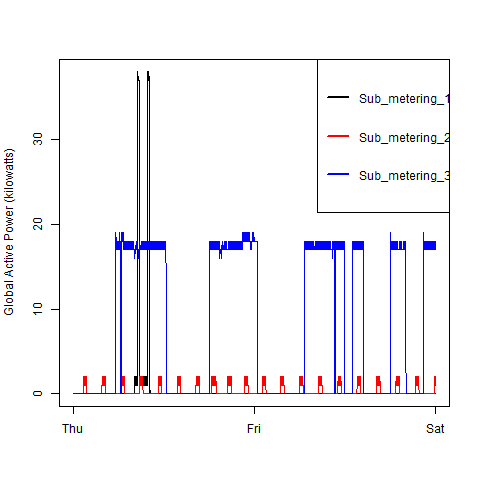 Sub_metering_1
Sub_metering_2
Sub_metering_3
Global Active Power (kilowatts)
30
20
10
0
Thu Fri Sat